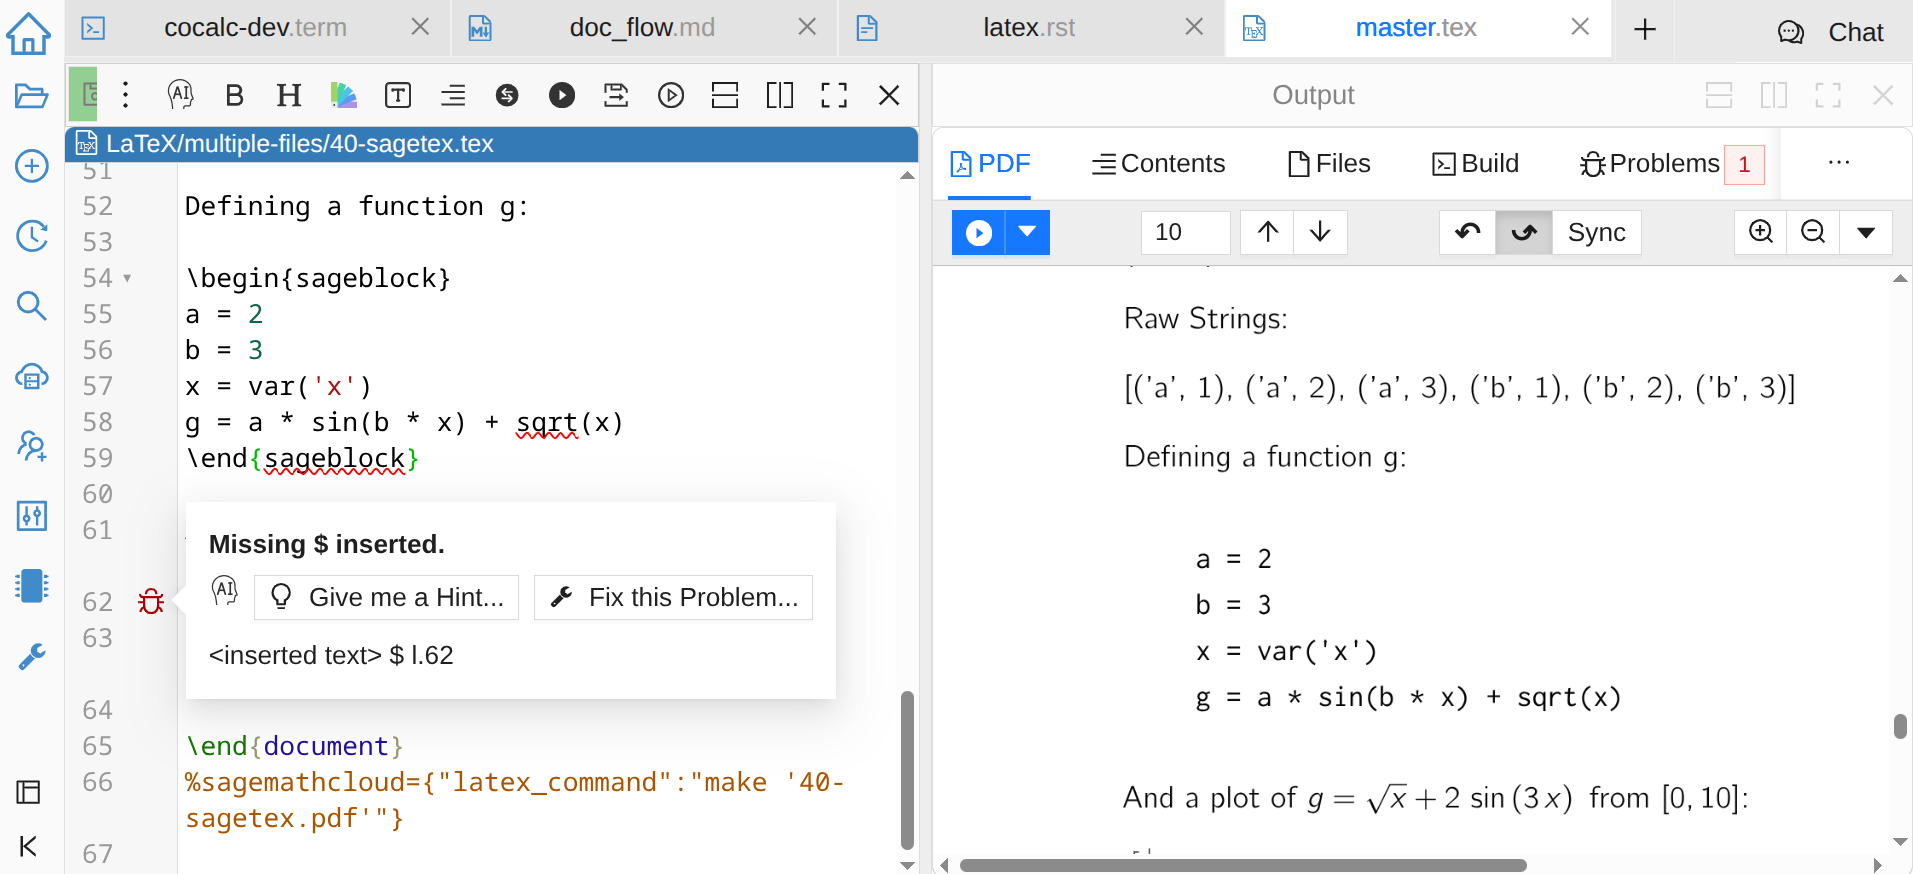 cocalc-dev.term
doc_flow.md
latex.rst
master.tex
Chat
AI B H T
Output
LaTeX/multiple-files/40-sagetex.tex
PDF
Contents
Files
Build
Problems 1
10
Sync
51
52 Defining a function g:
53
54 \begin{sageblock}
55 a = 2
56 b = 3
57 x = var('x')
58 g = a * sin(b * x) + sqrt(x)
59 \end{sageblock}
60
61
62
63
64
65 \end{document}
66 %sagemathcloud={"latex_command":"make '40-
sagetex.pdf'"}
67
Missing $ inserted.
AI Give me a Hint... Fix this Problem...
<inserted text> $ l.62
Raw Strings:
[('a', 1), ('a', 2), ('a', 3), ('b', 1), ('b', 2), ('b', 3)]
Defining a function g:
a = 2
b = 3
x = var('x')
g = a * sin(b * x) + sqrt(x)
And a plot of g = √x + 2 sin (3 x) from [0, 10]: